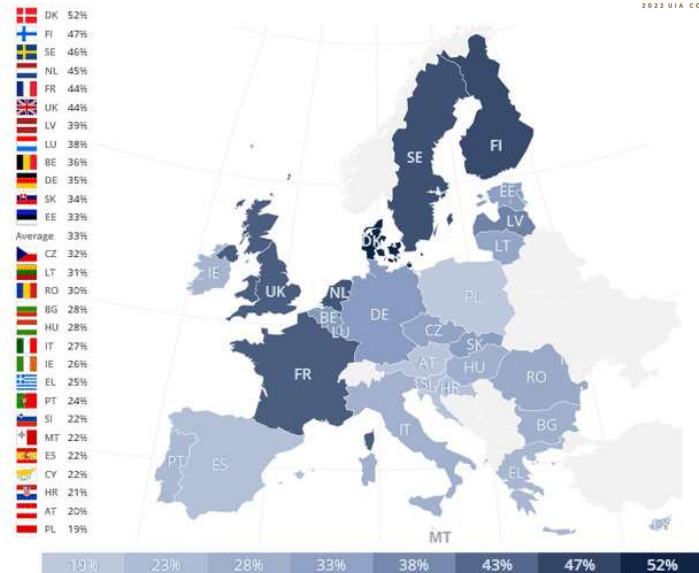 2022 UIA CO
DK 52%
FI 47%
SE 46%
NL 45%
FR 44%
UK 44%
LV 39%
LU 38%
BE 36%
DE 35%
SK 34%
EE 33%
Average 33%
CZ 32%
LT 31%
RO 30%
BG 28%
HU 28%
IT 27%
IE 26%
EL 25%
PT 24%
SI 22%
MT 22%
ES 22%
CY 22%
HR 21%
AT 20%
PL 19%
FI
SE
EE
LV
DK
LT
IE
UK
NL
PL
BE
DE
LU
CZ
SK
FR
AT
HU
SI
HR
RO
IT
BG
PT
ES
EL
MT
19% 23% 28% 33% 38% 43% 47% 52%